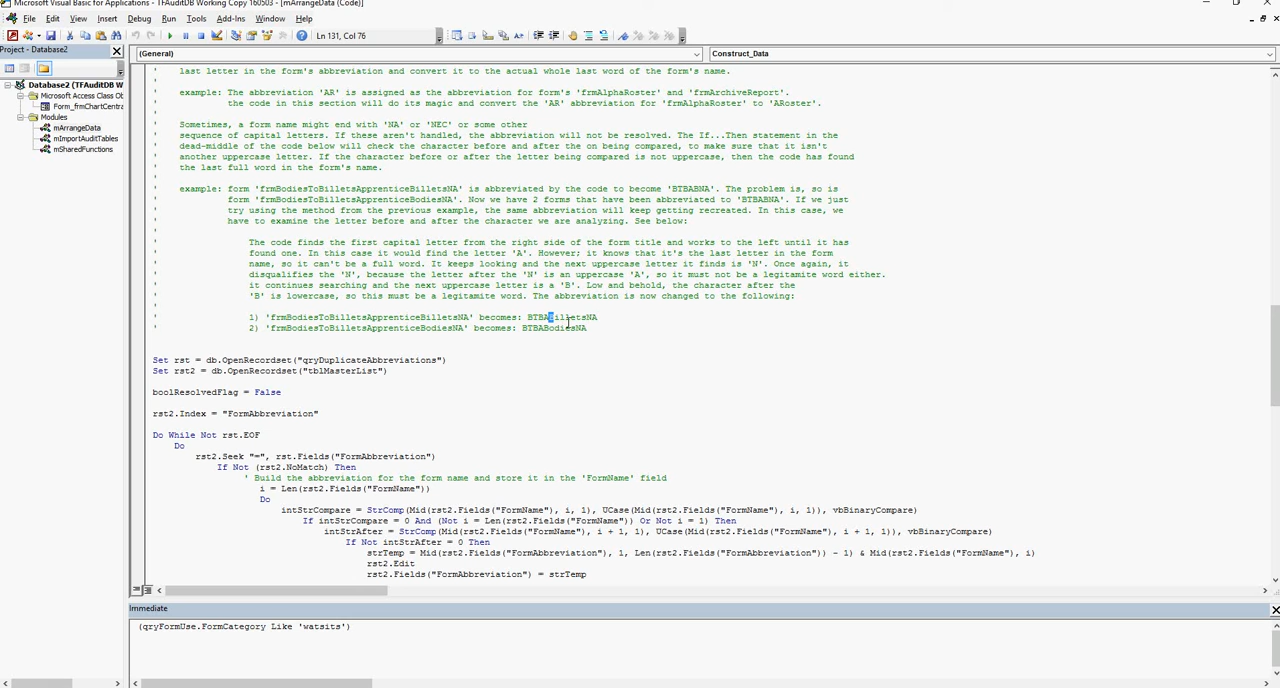 Microsoft Visual Basic for Applications - TFAuditDB Working Copy 160503 - [mArrangeData (Code)]
File Edit View Insert Debug Run Tools Add-Ins Window Help
Ln 131, Col 76
Project - Database2
(General)
Construct_Data
Database2 (TFAuditDB W
Microsoft Access Class Ob
Form_frmChartCentra
Modules
mArrangeData
mImportAuditTables
mSharedFunctions
' last letter in the form's abbreviation and convert it to the actual whole last word of the form's name.
'
' example: The abbreviation 'AR' is assigned as the abbreviation for form's 'frmAlphaRoster' and 'frmArchiveReport'.
' the code in this section will do its magic and convert the 'AR' abbreviation for 'frmAlphaRoster' to 'ARoster'.
'
' Sometimes, a form name might end with 'NA' or 'NEC' or some other
' sequence of capital letters. If these aren't handled, the abbreviation will not be resolved. The If...Then statement in the
' dead-middle of the code below will check the character before and after the on being compared, to make sure that it isn't
' another uppercase letter. If the character before or after the letter being compared is not uppercase, then the code has found
' the last full word in the form's name.
'
' example: form 'frmBodiesToBilletsApprenticeBilletsNA' is abbreviated by the code to become 'BTBABNA'. The problem is, so is
' form 'frmBodiesToBilletsApprenticeBodiesNA'. Now we have 2 forms that have been abbreviated to 'BTBABNA'. If we just
' try using the method from the previous example, the same abbreviation will keep getting recreated. In this case, we
' have to examine the letter before and after the character we are analyzing. See below:
'
' The code finds the first capital letter from the right side of the form title and works to the left until it has
' found one. In this case it would find the letter 'A'. However; it knows that it's the last letter in the form
' name, so it can't be a full word. It keeps looking and the next uppercase letter it finds is 'N'. Once again, it
' disqualifies the 'N', because the letter after the 'N' is an uppercase 'A', so it must not be a legitamite word either.
' it continues searching and the next uppercase letter is a 'B'. Low and behold, the character after the
' 'B' is lowercase, so this must be a legitamite word. The abbreviation is now changed to the following:
'
' 1) 'frmBodiesToBilletsApprenticeBilletsNA' becomes: BTBABilletsNA
' 2) 'frmBodiesToBilletsApprenticeBodiesNA' becomes: BTBABodiesNA
Set rst = db.OpenRecordset("qryDuplicateAbbreviations")
Set rst2 = db.OpenRecordset("tblMasterList")
boolResolvedFlag = False
rst2.Index = "FormAbbreviation"
Do While Not rst.EOF
Do
rst2.Seek "=", rst.Fields("FormAbbreviation")
If Not (rst2.NoMatch) Then
' Build the abbreviation for the form name and store it in the 'FormName' field
i = Len(rst2.Fields("FormName"))
Do
intStrCompare = StrComp(Mid(rst2.Fields("FormName"), i, 1), UCase(Mid(rst2.Fields("FormName"), i, 1)), vbBinaryCompare)
If intStrCompare = 0 And (Not i = Len(rst2.Fields("FormName")) Or Not i = 1) Then
intStrAfter = StrComp(Mid(rst2.Fields("FormName"), i + 1, 1), UCase(Mid(rst2.Fields("FormName"), i + 1, 1)), vbBinaryCompare)
If Not intStrAfter = 0 Then
strTemp = Mid(rst2.Fields("FormAbbreviation"), 1, Len(rst2.Fields("FormAbbreviation")) - 1) & Mid(rst2.Fields("FormName"), i)
rst2.Edit
rst2.Fields("FormAbbreviation") = strTemp
Immediate
(qryFormUse.FormCategory Like 'watsits')